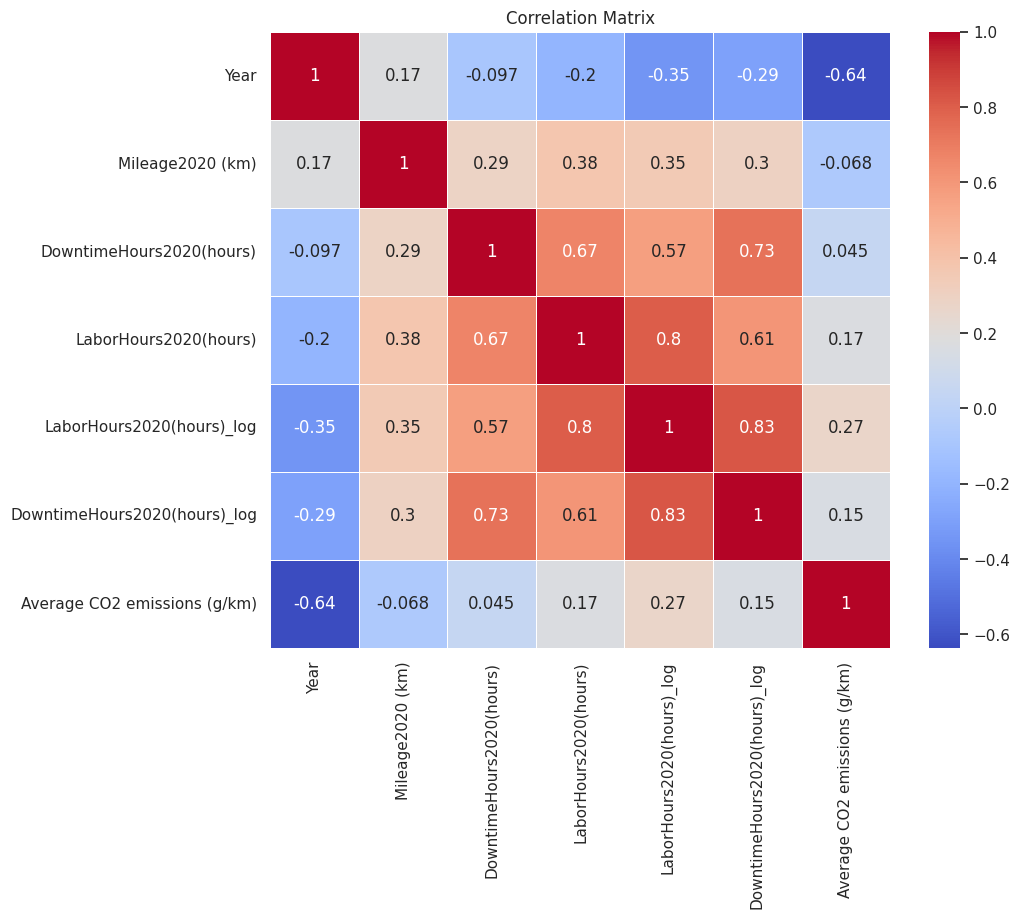 Correlation Matrix
Year 1 0.17 -0.097 -0.2 -0.35 -0.29 -0.64
Mileage2020 (km) 0.17 1 0.29 0.38 0.35 0.3 -0.068
DowntimeHours2020(hours) -0.097 0.29 1 0.67 0.57 0.73 0.045
LaborHours2020(hours) -0.2 0.38 0.67 1 0.8 0.61 0.17
LaborHours2020(hours)_log -0.35 0.35 0.57 0.8 1 0.83 0.27
DowntimeHours2020(hours)_log -0.29 0.3 0.73 0.61 0.83 1 0.15
Average CO2 emissions (g/km) -0.64 -0.068 0.045 0.17 0.27 0.15 1
Year
Mileage2020 (km)
DowntimeHours2020(hours)
LaborHours2020(hours)
LaborHours2020(hours)_log
DowntimeHours2020(hours)_log
Average CO2 emissions (g/km)
1.0
0.8
0.6
0.4
0.2
0.0
−0.2
−0.4
−0.6